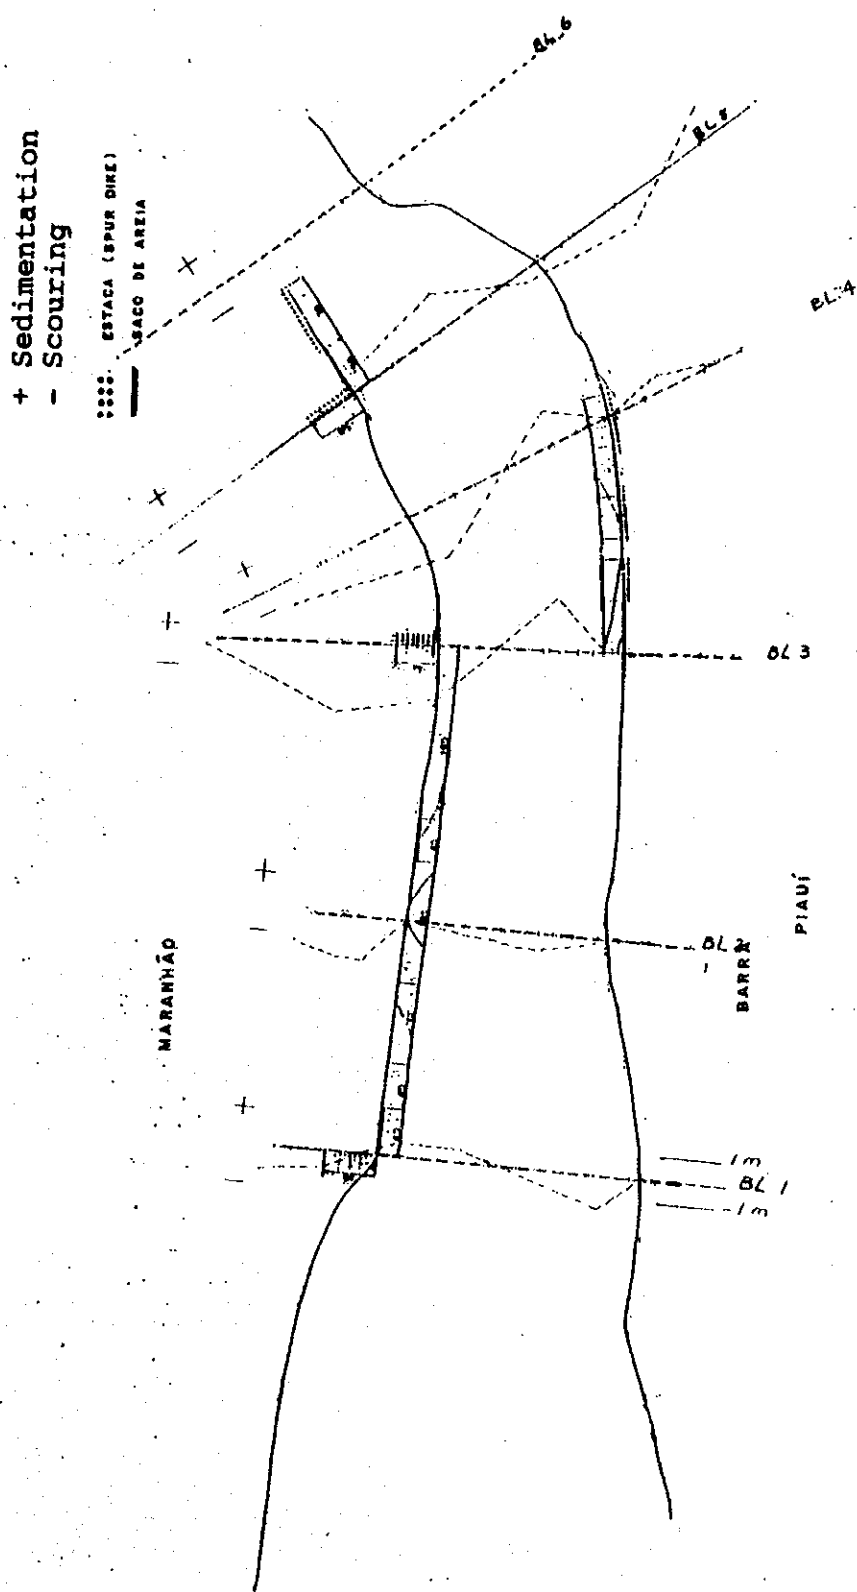 + Sedimentation
- Scouring
ESTACA (SPUR DIKE)
SACO DE AREIA
BL 6
BL 5
BL 4
BL 3
BL 2
1
BARRA
PIAUÍ
MARANHÃO
1m
BL 1
-1m
+
-
+
-
+
-
+
-
+
-
+
-